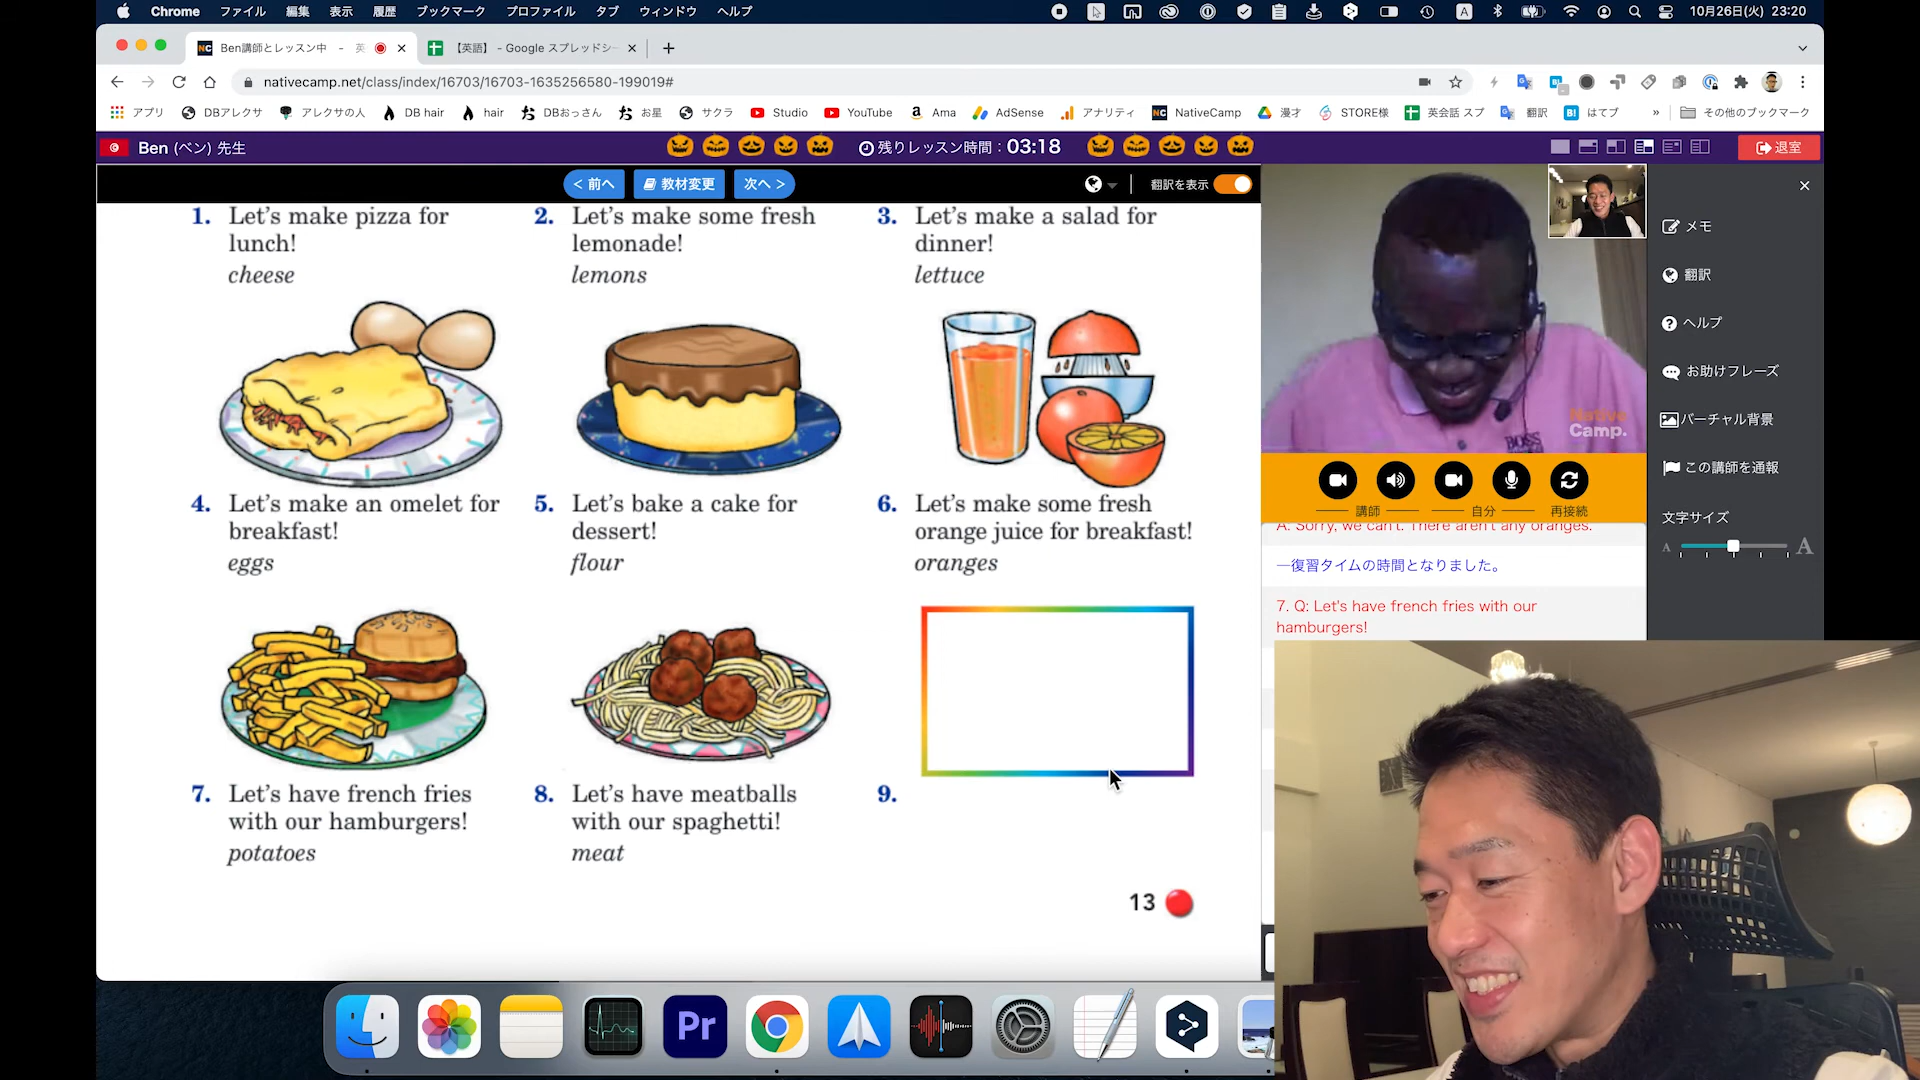 Chrome ファイル 編集 表示 履歴 ブックマーク プロファイル タブ ウィンドウ ヘルプ 10月26日(火) 23:20
Ben講師とレッスン中 - 英
【英語】 - Google スプレッドシー
nativecamp.net/class/index/16703/16703-1635256580-199019#
アプリ DBアレクサ アレクサの人 DB hair hair DBおっさん お星 サクラ Studio YouTube Ama AdSense アナリティ NativeCamp 漫才 STORE様 英会話 スプ 翻訳 はてブ » その他のブックマーク
Ben (ベン) 先生
残りレッスン時間：03:18
退室
< 前へ
教材変更
次へ >
翻訳を表示
1. Let's make pizza for
lunch!
cheese
2. Let's make some fresh
lemonade!
lemons
3. Let's make a salad for
dinner!
lettuce
4. Let's make an omelet for
breakfast!
eggs
5. Let's bake a cake for
dessert!
flour
6. Let's make some fresh
orange juice for breakfast!
oranges
7. Let's have french fries
with our hamburgers!
potatoes
8. Let's have meatballs
with our spaghetti!
meat
9.
13
BOSS
Native
Camp.
講師 自分 再接続
A: Sorry, we can't. There aren't any oranges.
—復習タイムの時間となりました。
7. Q: Let's have french fries with our
hamburgers!
メモ
翻訳
ヘルプ
お助けフレーズ
バーチャル背景
この講師を通報
文字サイズ
A A
Pr